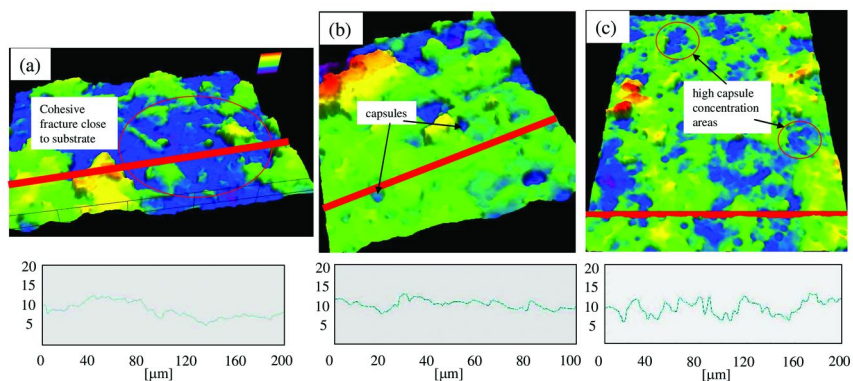 (a)
Cohesive
fracture close
to substrate
(b)
capsules
(c)
high capsule
concentration
areas
20
15
10
5
0 40 80 140 160 200
[µm]
20
15
10
5
0 20 40 60 80 100
[µm]
20
15
10
5
0 40 80 120 160 200
[µm]